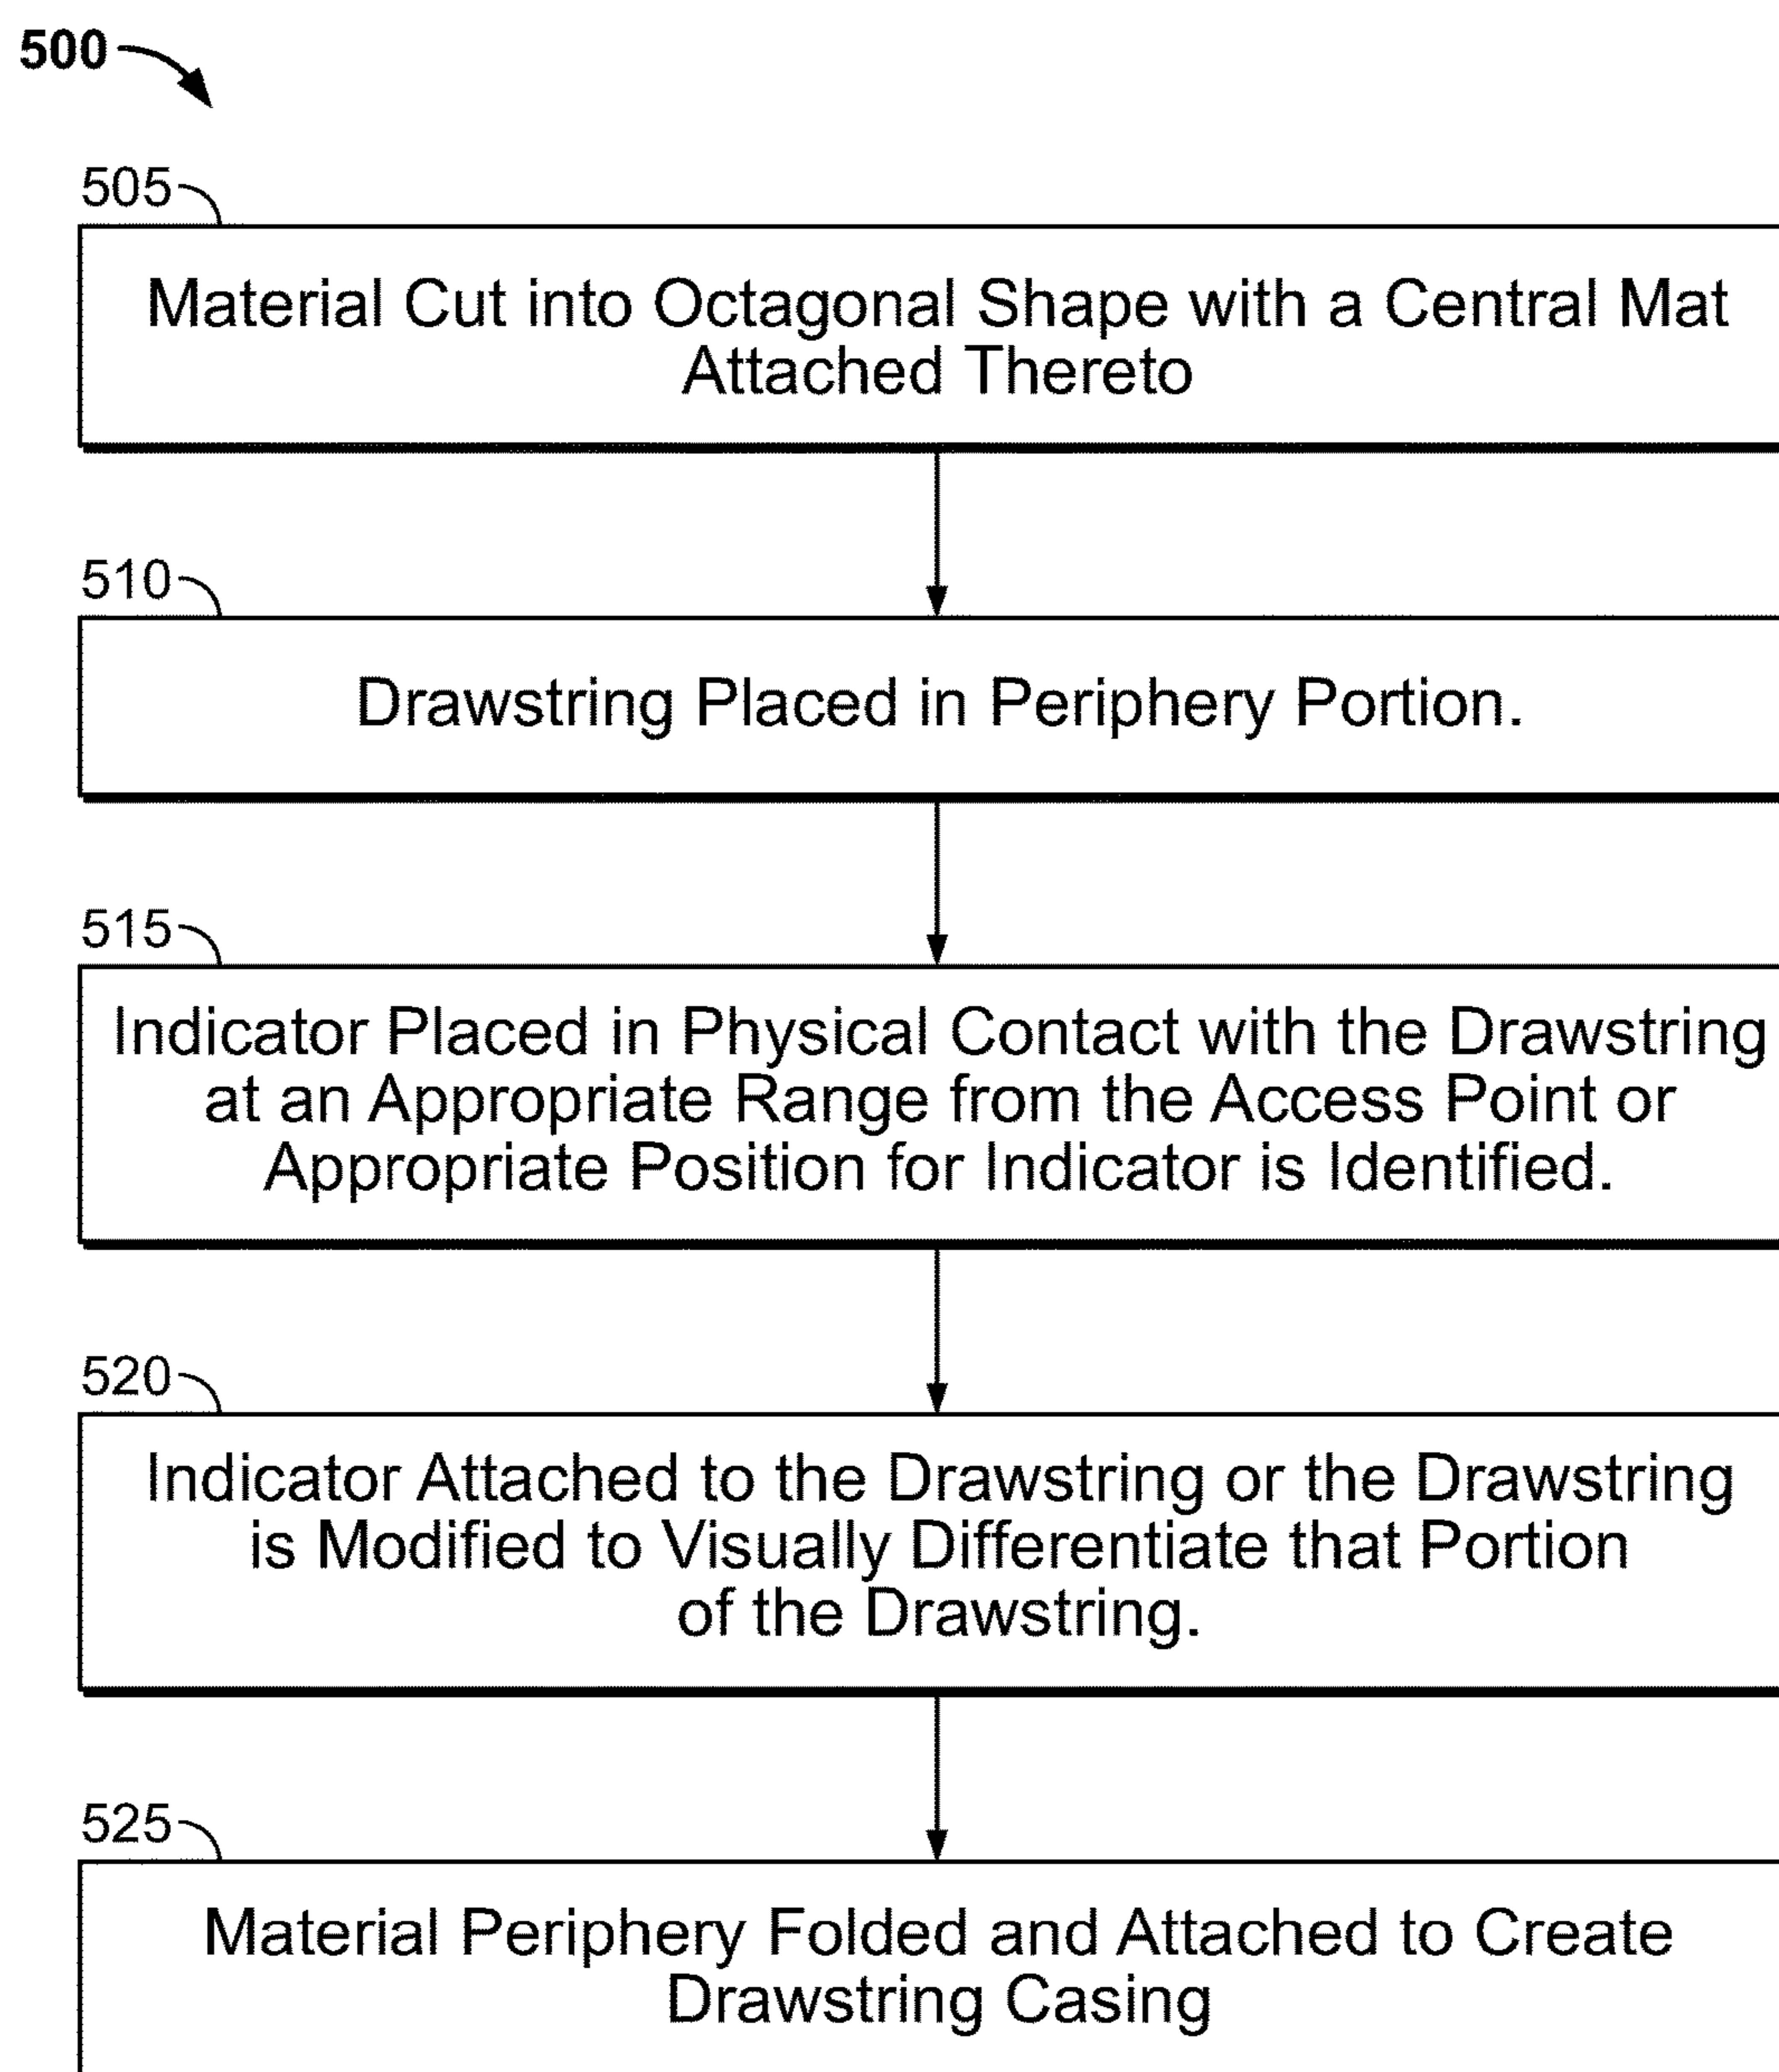 500
505
Material Cut into Octagonal Shape with a Central Mat
Attached Thereto
510
Drawstring Placed in Periphery Portion.
515
Indicator Placed in Physical Contact with the Drawstring
at an Appropriate Range from the Access Point or
Appropriate Position for Indicator is Identified.
520
Indicator Attached to the Drawstring or the Drawstring
is Modified to Visually Differentiate that Portion
of the Drawstring.
525
Material Periphery Folded and Attached to Create
Drawstring Casing